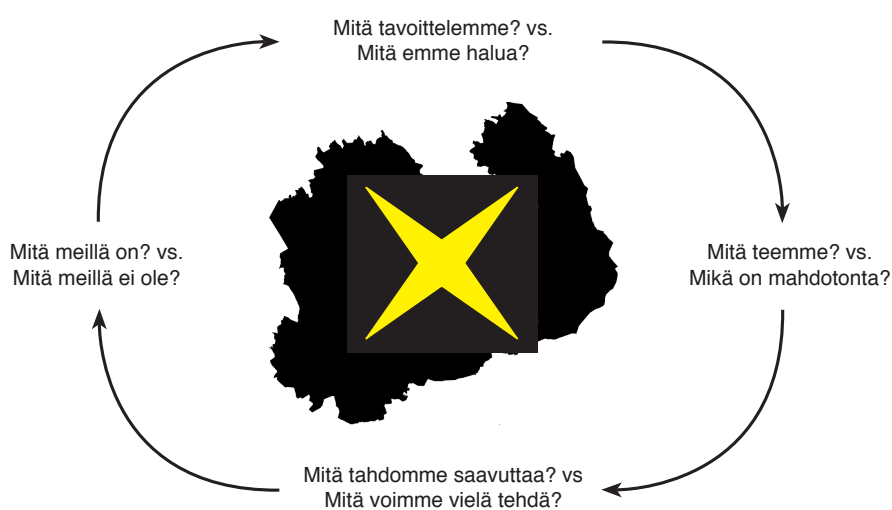 Mitä tavoittelemme? vs.
Mitä emme halua?
Mitä meillä on? vs.
Mitä meillä ei ole?
Mitä teemme? vs.
Mikä on mahdotonta?
Mitä tahdomme saavuttaa? vs
Mitä voimme vielä tehdä?